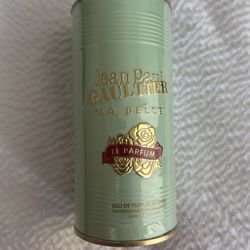 Jean Paul
GAULTIER
"LA BELLE"
LE PARFUM
EAU DE PARFUM